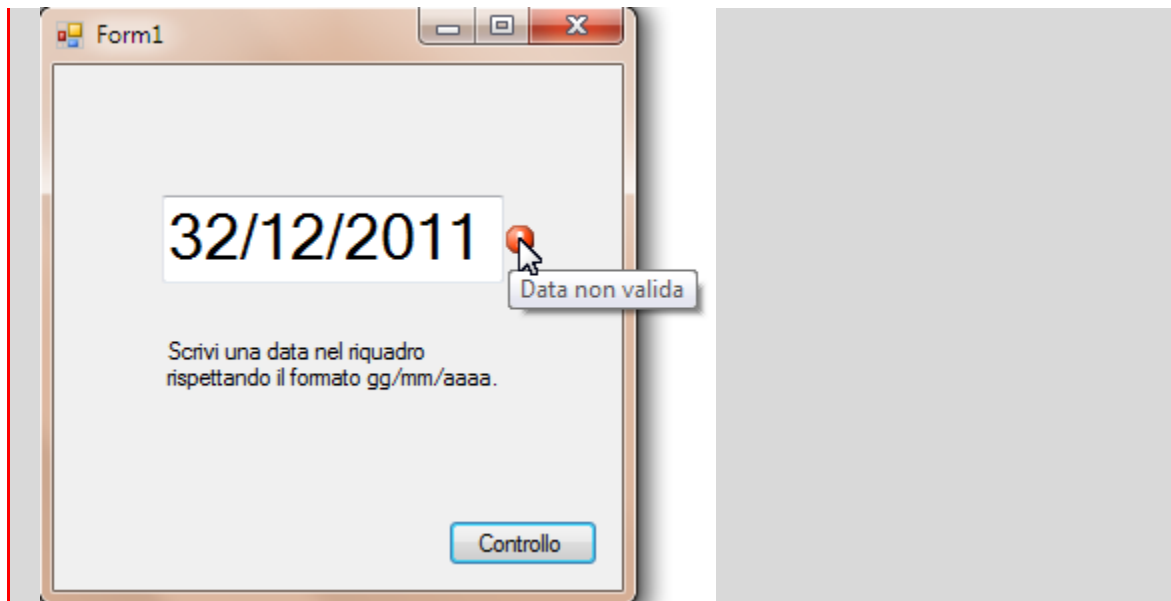 Form1
32/12/2011
Data non valida
Scrivi una data nel riquadro
rispettando il formato gg/mm/aaaa.
Controllo